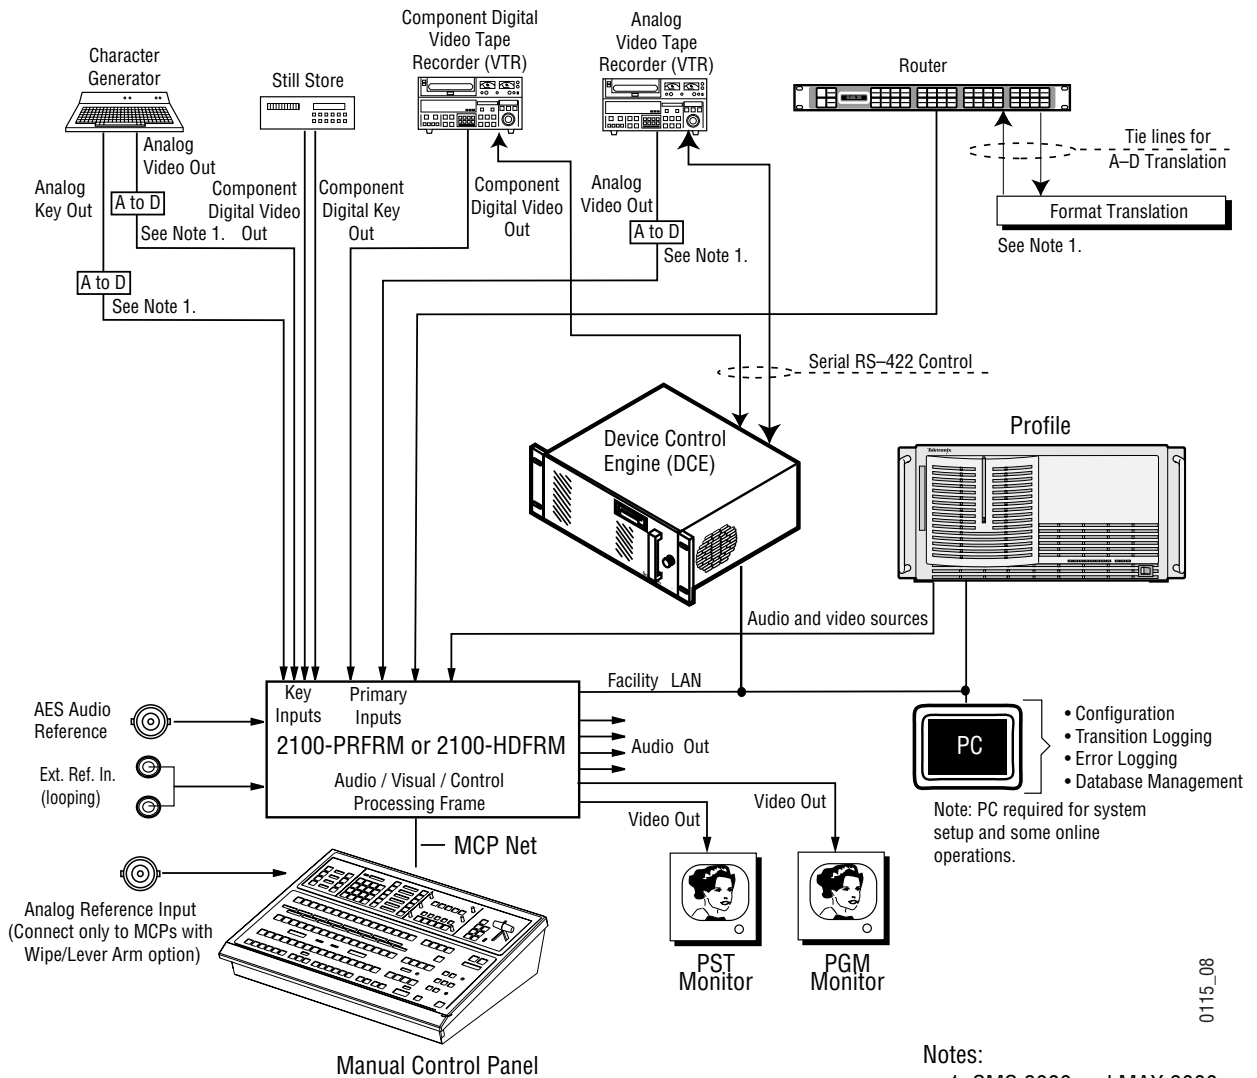 Component Digital
Video Tape
Recorder (VTR)
Analog
Video Tape
Recorder (VTR)
Character
Generator
Still Store
Router
Analog
Video Out
Analog
Key Out
A to D
See Note 1.
A to D
See Note 1.
Component
Digital Video
Out
Component
Digital Key
Out
Component
Digital Video
Out
Analog
Video Out
A to D
See Note 1.
Tie lines for
A–D Translation
Format Translation
See Note 1.
Serial RS–422 Control
Device Control
Engine (DCE)
Profile
Tektronix
Audio and video sources
Facility LAN
Key
Inputs
Primary
Inputs
2100-PRFRM or 2100-HDFRM
Audio / Visual / Control
Processing Frame
AES Audio
Reference
Ext. Ref. In.
(looping)
Audio Out
Video Out
Video Out
PC
• Configuration
• Transition Logging
• Error Logging
• Database Management
Note: PC required for system
setup and some online
operations.
MCP Net
Analog Reference Input
(Connect only to MCPs with
Wipe/Lever Arm option)
PST
Monitor
PGM
Monitor
Manual Control Panel
0115_08
Notes: